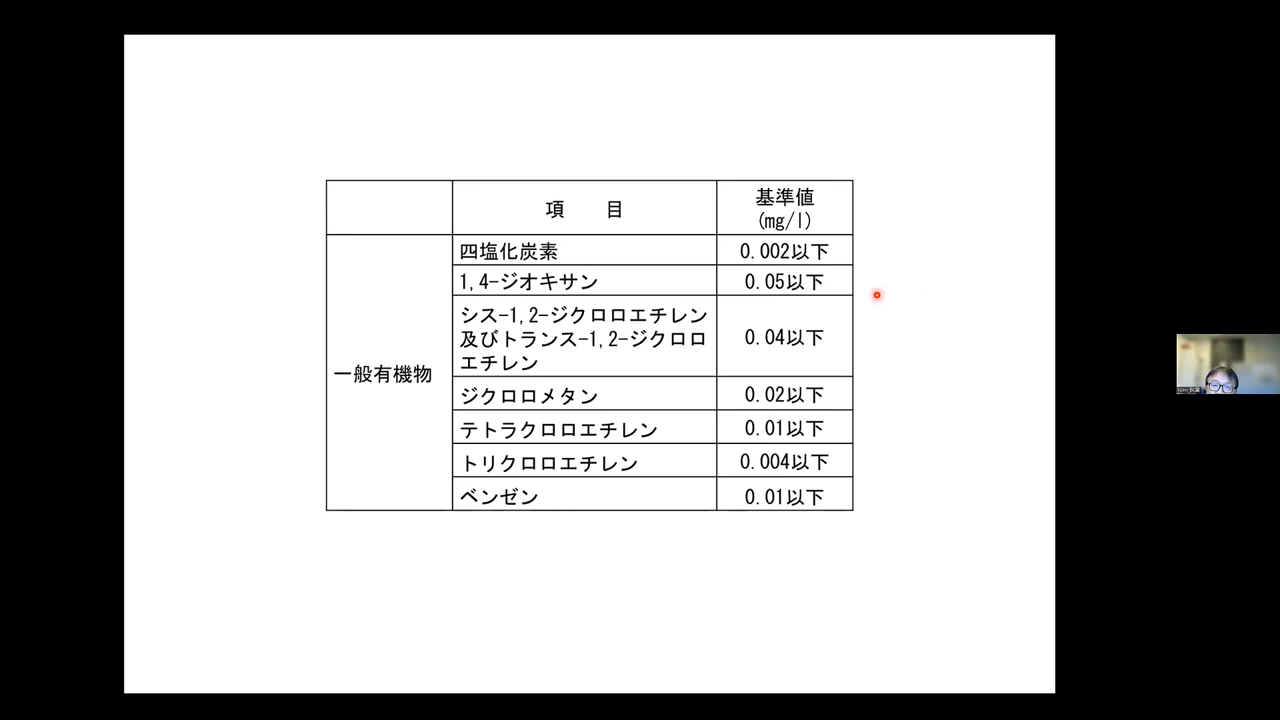 項　　目
基準値
(mg/l)
一般有機物
四塩化炭素
0.002以下
1,4-ジオキサン
0.05以下
シス-1,2-ジクロロエチレン
及びトランス-1,2-ジクロロ
エチレン
0.04以下
ジクロロメタン
0.02以下
テトラクロロエチレン
0.01以下
トリクロロエチレン
0.004以下
ベンゼン
0.01以下